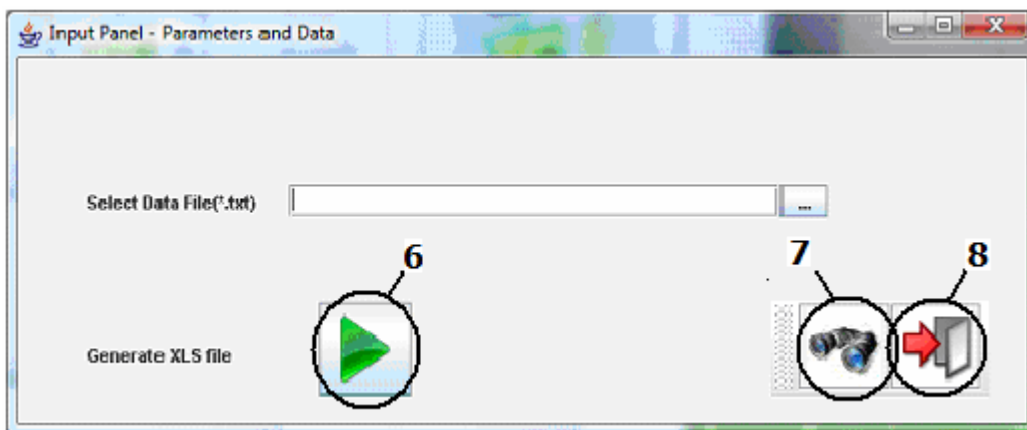 Input Panel - Parameters and Data
Select Data File(*.txt)
...
6
7
8
Generate XLS file